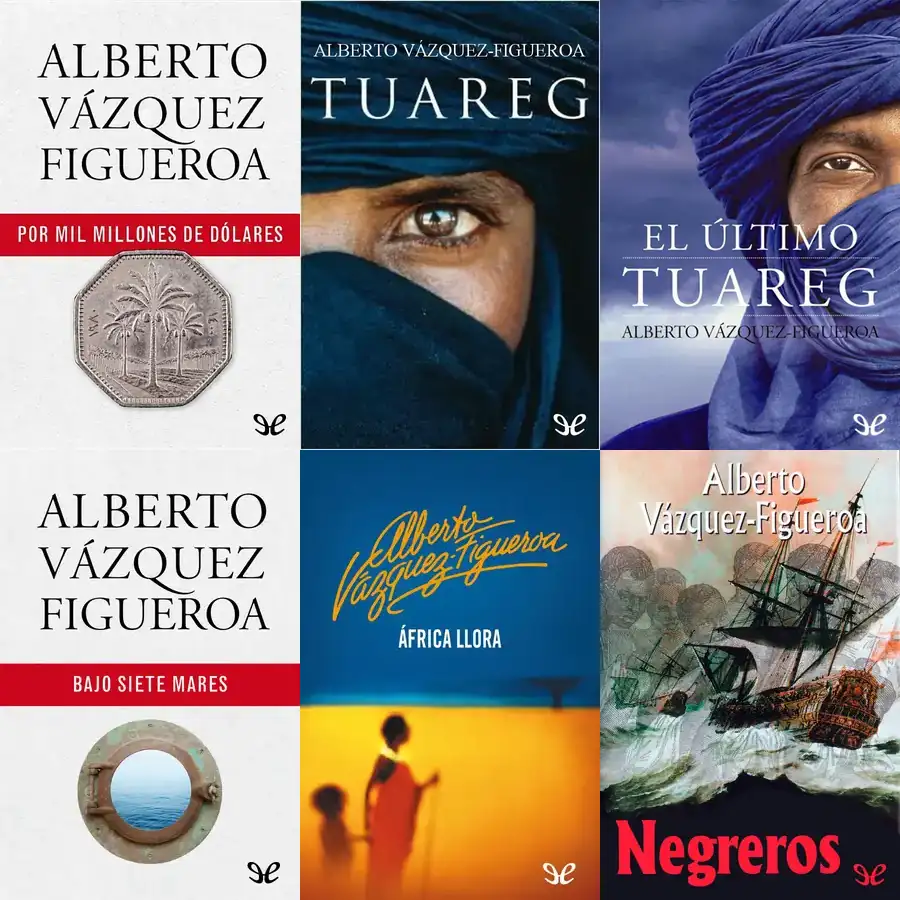 ALBERTO
VÁZQUEZ
FIGUEROA
POR MIL MILLONES DE DÓLARES
ALBERTO VÁZQUEZ-FIGUEROA
TUAREG
EL ÚLTIMO
TUAREG
ALBERTO VÁZQUEZ-FIGUEROA
ALBERTO
VÁZQUEZ
FIGUEROA
BAJO SIETE MARES
Alberto
Vázquez-Figueroa
ÁFRICA LLORA
Alberto
Vázquez-Figueroa
Negreros